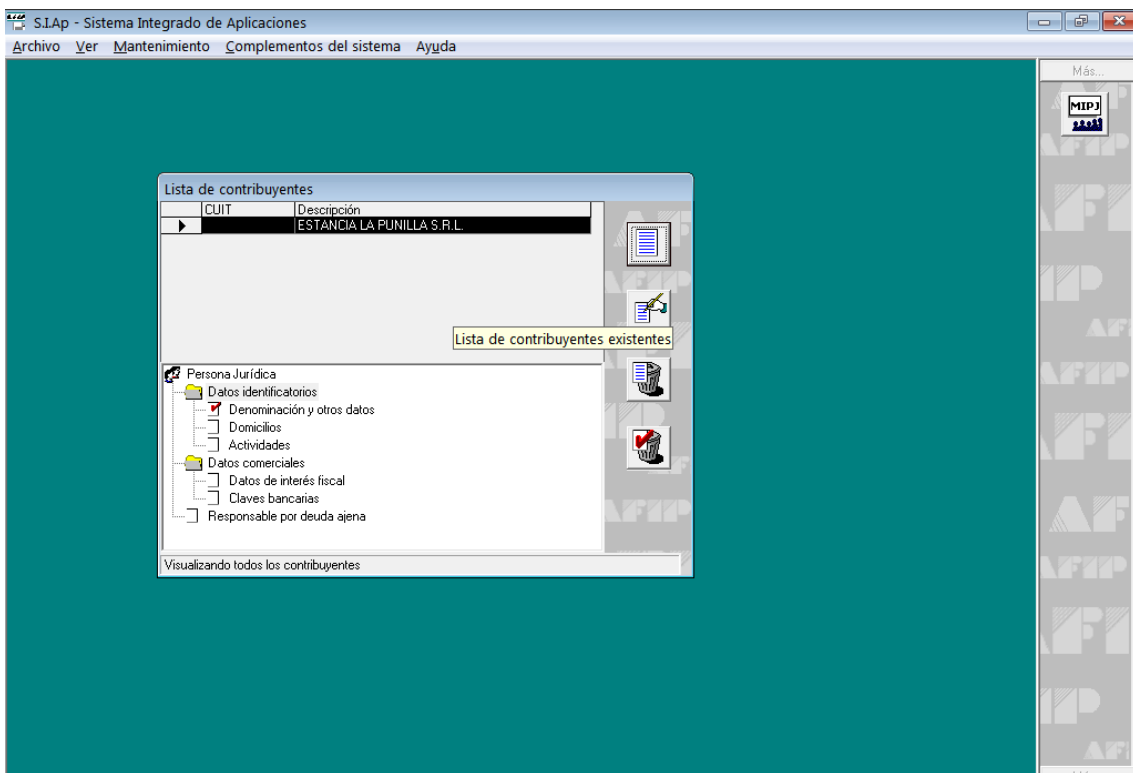 S.I.Ap - Sistema Integrado de Aplicaciones
Archivo Ver Mantenimiento Complementos del sistema Ayuda
Más...
MIPJ
Lista de contribuyentes
CUIT Descripción
ESTANCIA LA PUNILLA S.R.L.
Lista de contribuyentes existentes
Persona Jurídica
Datos identificatorios
Denominación y otros datos
Domicilios
Actividades
Datos comerciales
Datos de interés fiscal
Claves bancarias
Responsable por deuda ajena
Visualizando todos los contribuyentes
AFIP